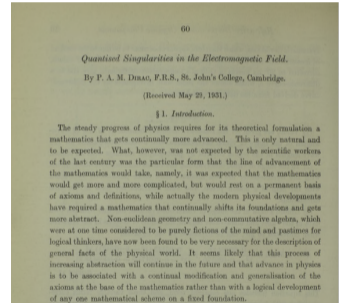 60
Quantised Singularities in the Electromagnetic Field.
By P. A. M. DIRAC, F.R.S., St. John's College, Cambridge.
(Received May 29, 1931.)
§ 1. Introduction.
The steady progress of physics requires for its theoretical formulation a
mathematics that gets continually more advanced. This is only natural and
to be expected. What, however, was not expected by the scientific workers
of the last century was the particular form that the line of advancement of
the mathematics would take, namely, it was expected that the mathematics
would get more and more complicated, but would rest on a permanent basis
of axioms and definitions, while actually the modern physical developments
have required a mathematics that continually shifts its foundations and gets
more abstract. Non-euclidean geometry and non-commutative algebra, which
were at one time considered to be purely fictions of the mind and pastimes for
logical thinkers, have now been found to be very necessary for the description of
general facts of the physical world. It seems likely that this process of
increasing abstraction will continue in the future and that advance in physics
is to be associated with a continual modification and generalisation of the
axioms at the base of the mathematics rather than with a logical development
of any one mathematical scheme on a fixed foundation.